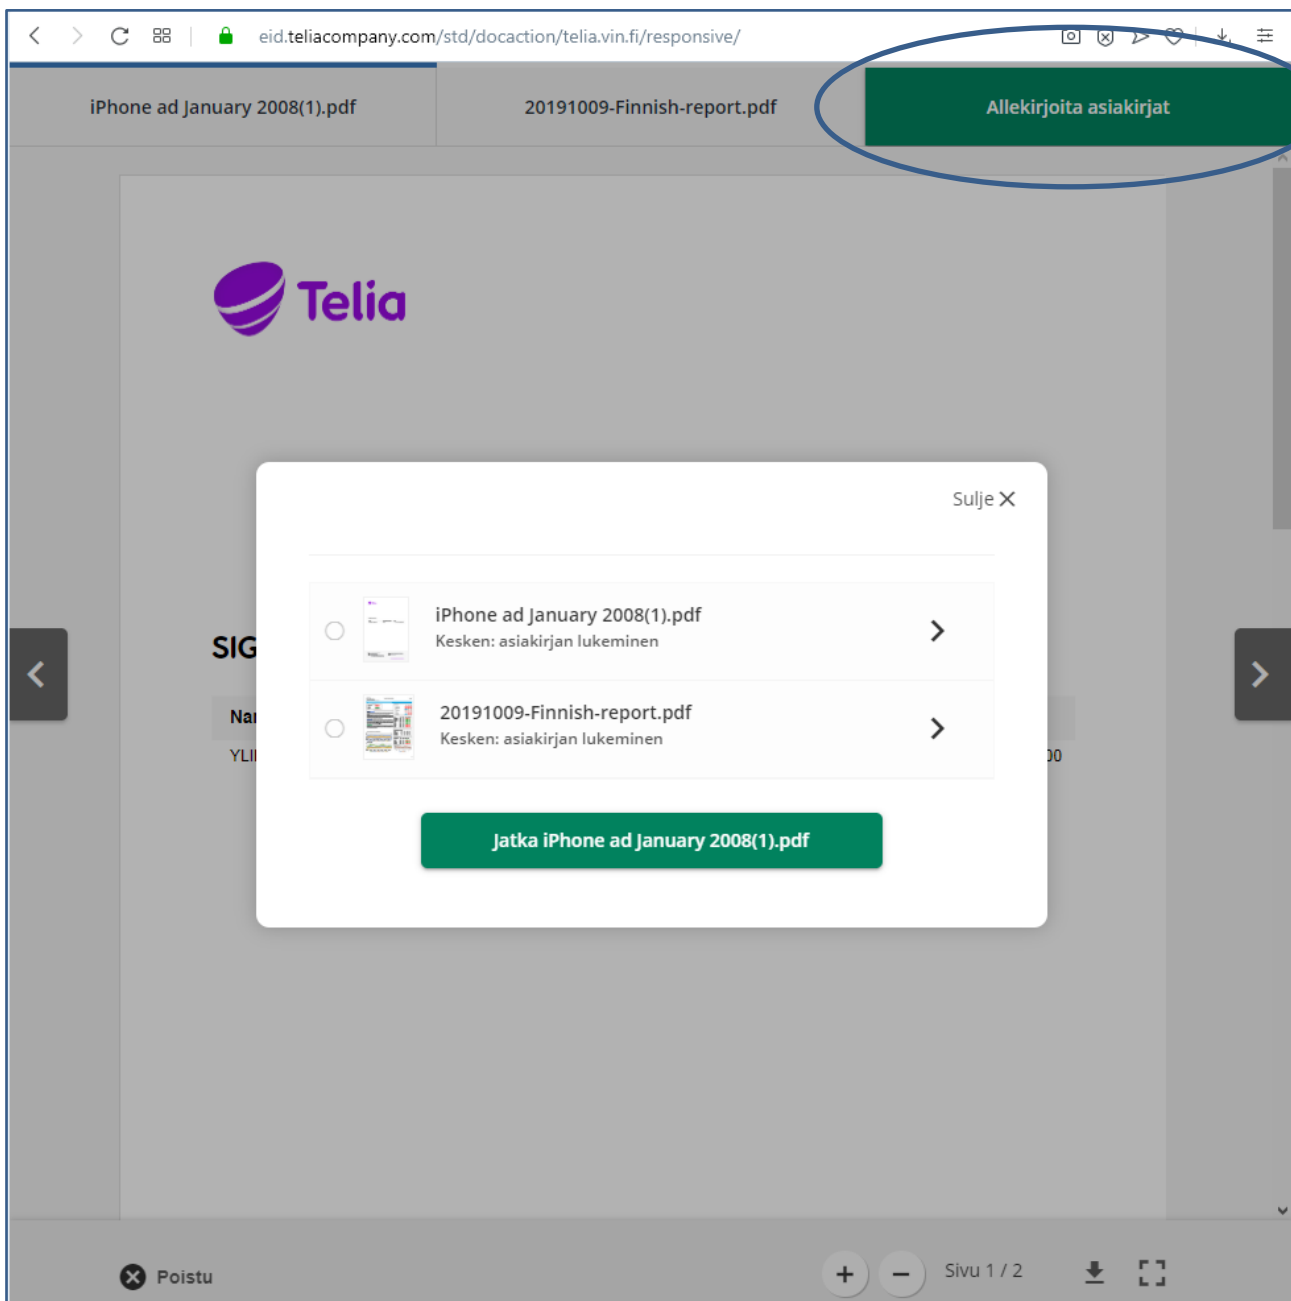 eid.teliacompany.com/std/docaction/telia.vin.fi/responsive/
iPhone ad January 2008(1).pdf
20191009-Finnish-report.pdf
Allekirjoita asiakirjat
Telia
Sulje
iPhone ad January 2008(1).pdf
Kesken: asiakirjan lukeminen
SIG
20191009-Finnish-report.pdf
Kesken: asiakirjan lukeminen
Jatka iPhone ad January 2008(1).pdf
Poistu
Sivu 1 / 2